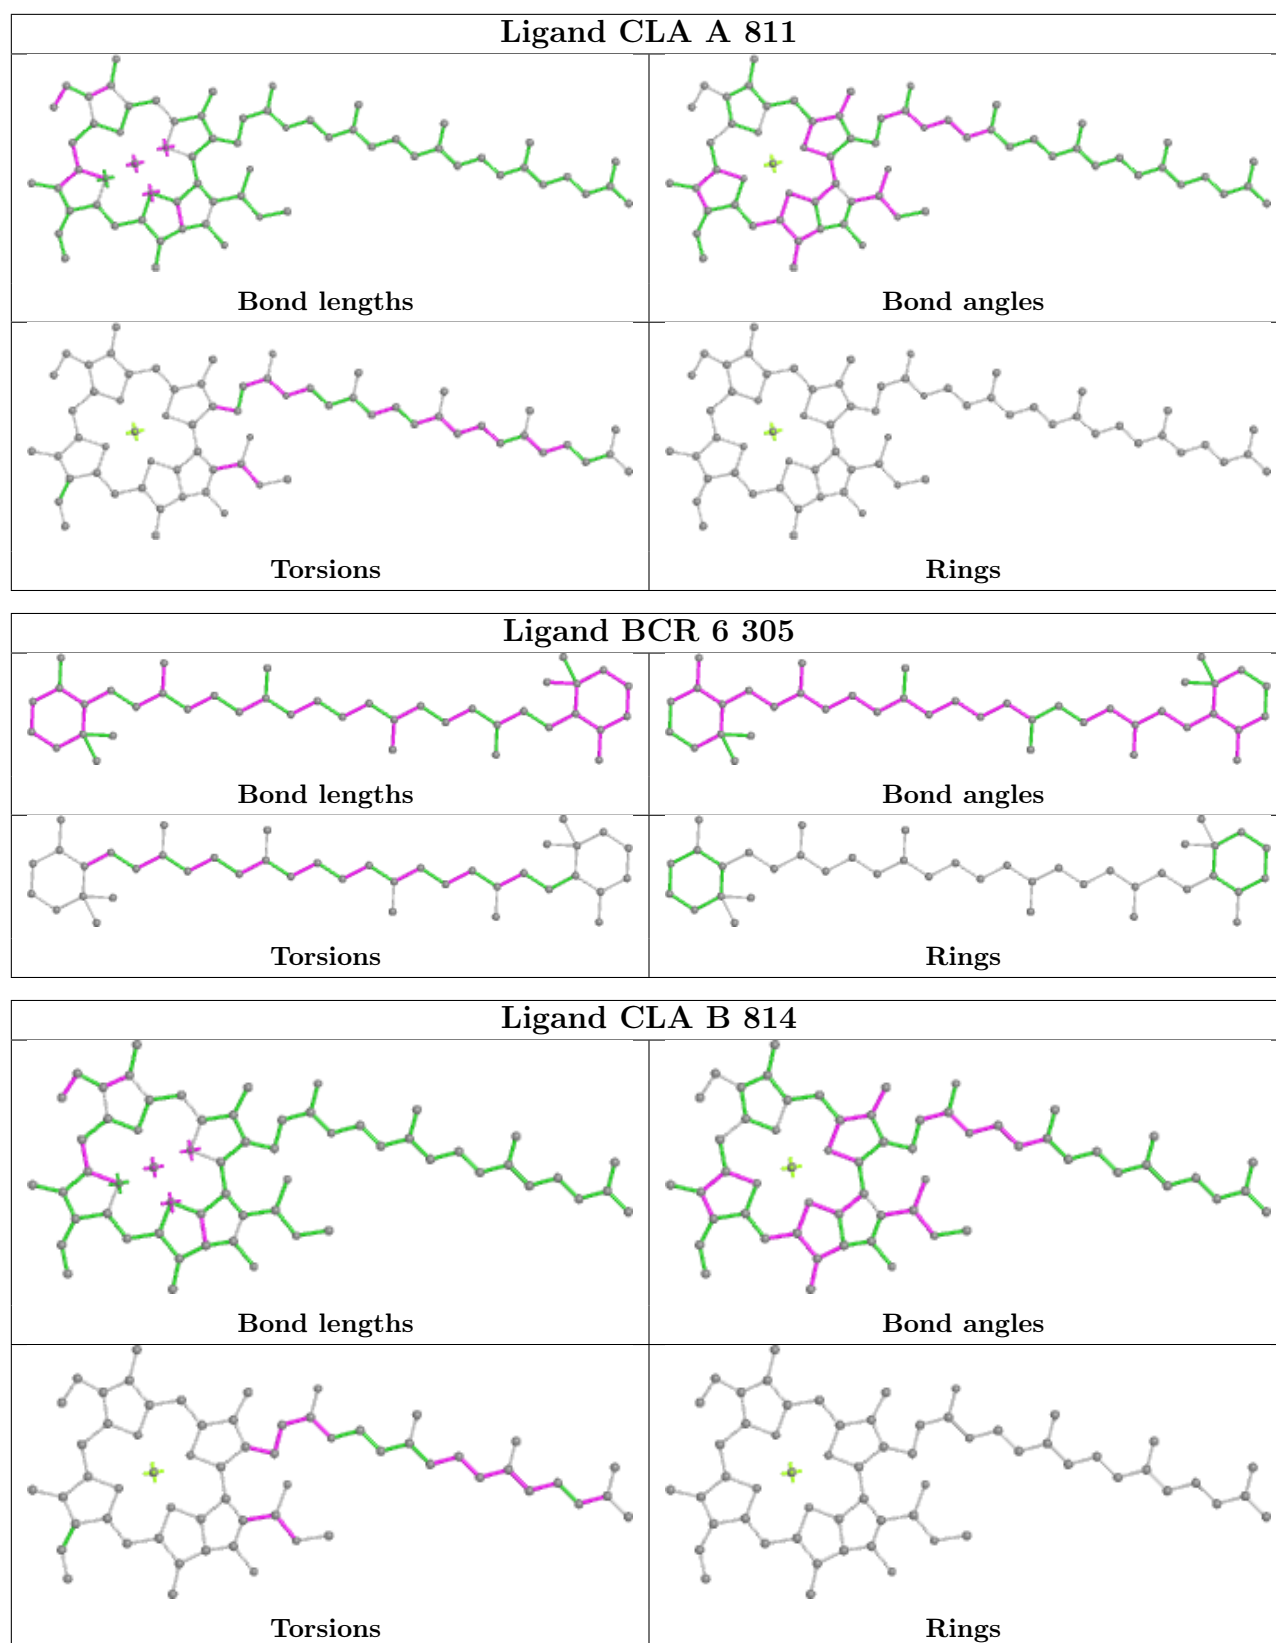 Ligand CLA A 811
Bond lengths
Bond angles
Torsions
Rings
Ligand BCR 6 305
Bond lengths
Bond angles
Torsions
Rings
Ligand CLA B 814
Bond lengths
Bond angles
Torsions
Rings